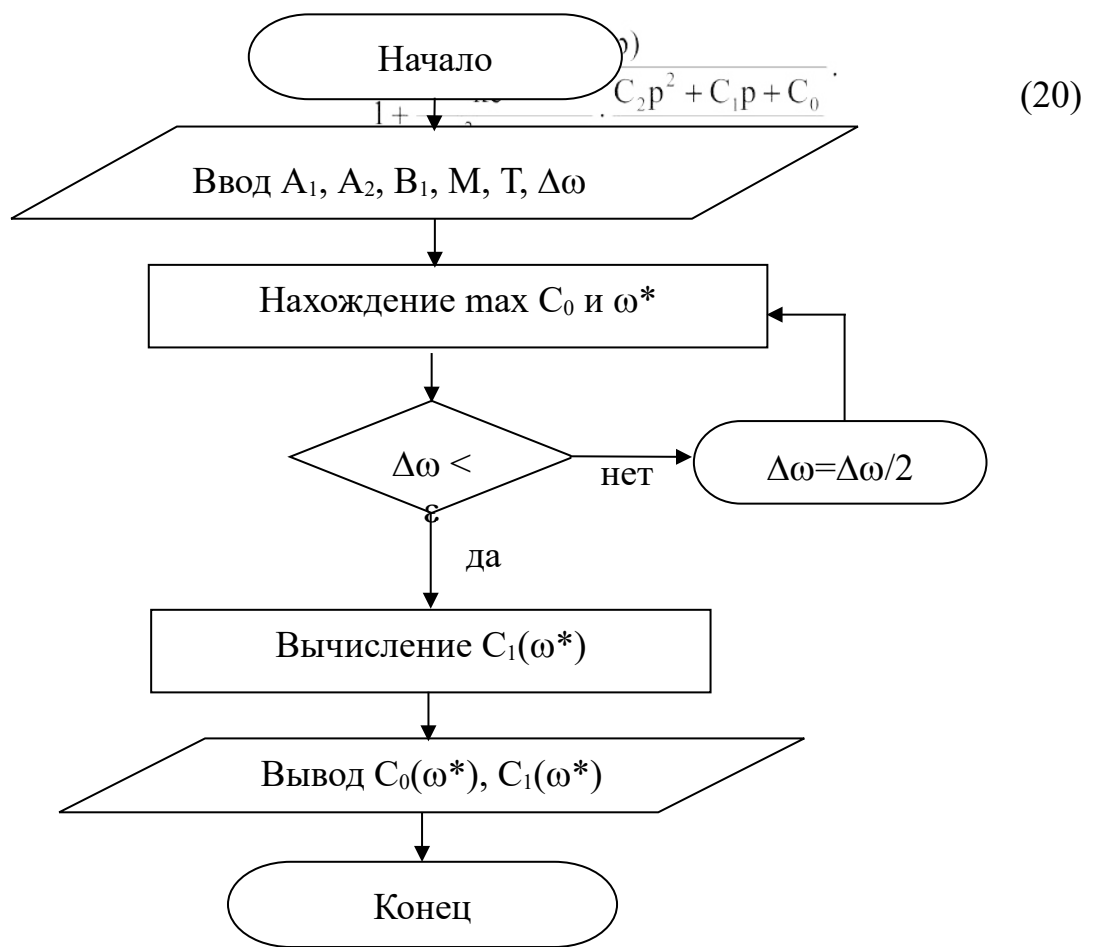 Начало
p)
C₂p² + C₁p + C₀ .
1 + ·
(20)
Ввод A₁, A₂, B₁, M, T, Δω
Нахождение max C₀ и ω*
Δω <
ε
нет
Δω=Δω/2
да
Вычисление C₁(ω*)
Вывод C₀(ω*), C₁(ω*)
Конец